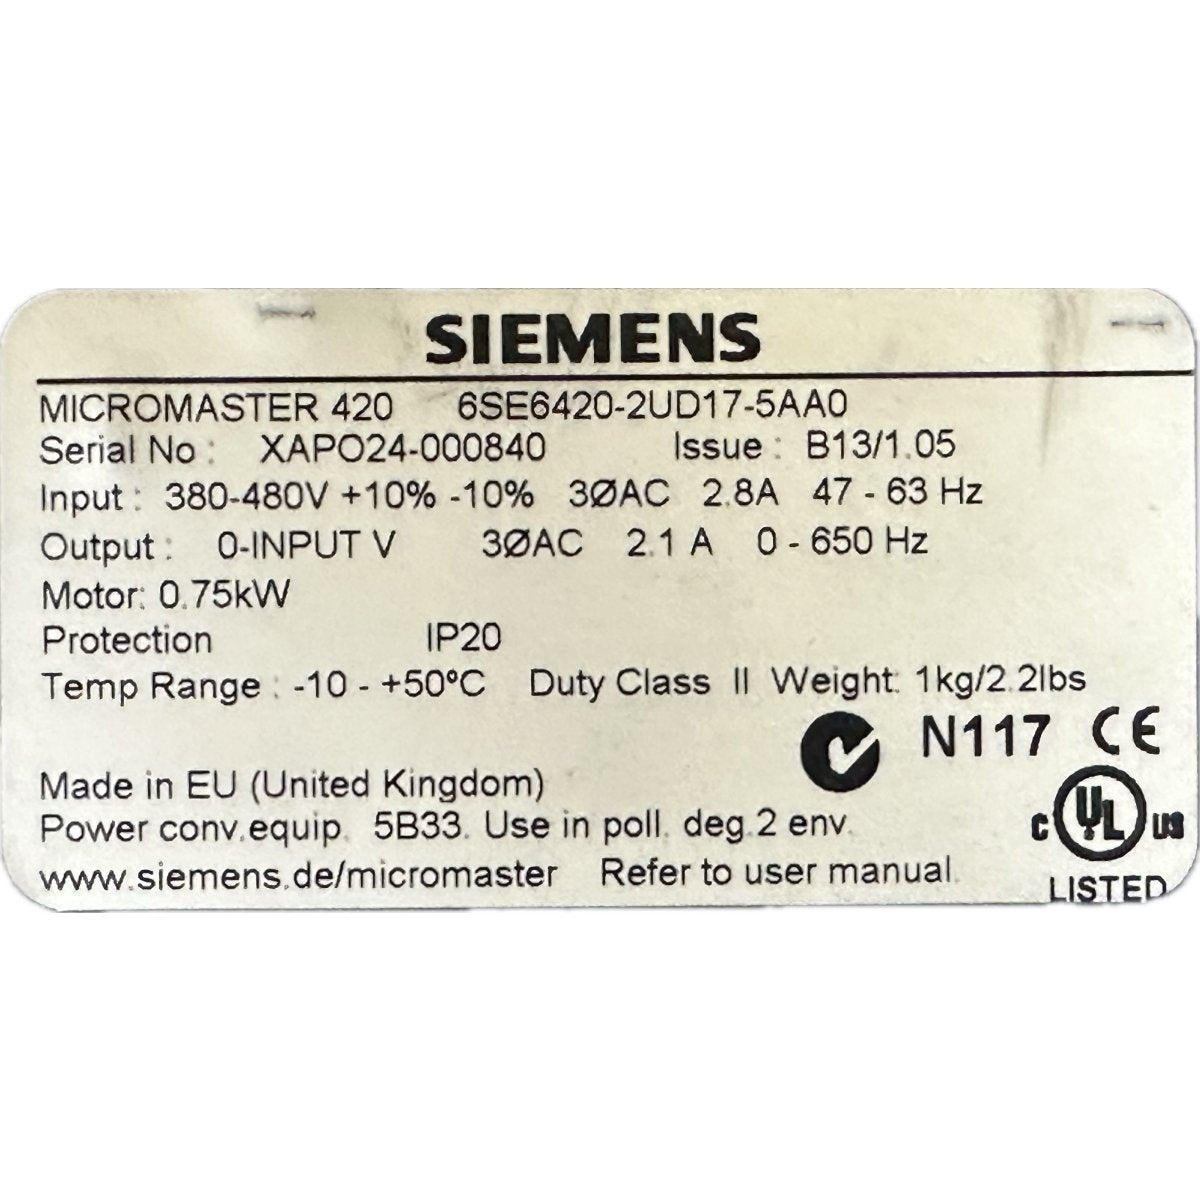 SIEMENS
MICROMASTER 420 6SE6420-2UD17-5AA0
Serial No : XAPO24-000840 Issue : B13/1.05
Input : 380-480V +10% -10% 3ØAC 2.8A 47 - 63 Hz
Output : 0-INPUT V 3ØAC 2.1 A 0 - 650 Hz
Motor: 0.75kW
Protection IP20
Temp Range : -10 - +50ºC Duty Class II Weight: 1kg/2.2lbs
N117 CE
Made in EU (United Kingdom)
Power conv.equip. 5B33. Use in poll. deg.2 env.
C UL US
www.siemens.de/micromaster Refer to user manual.
LISTED